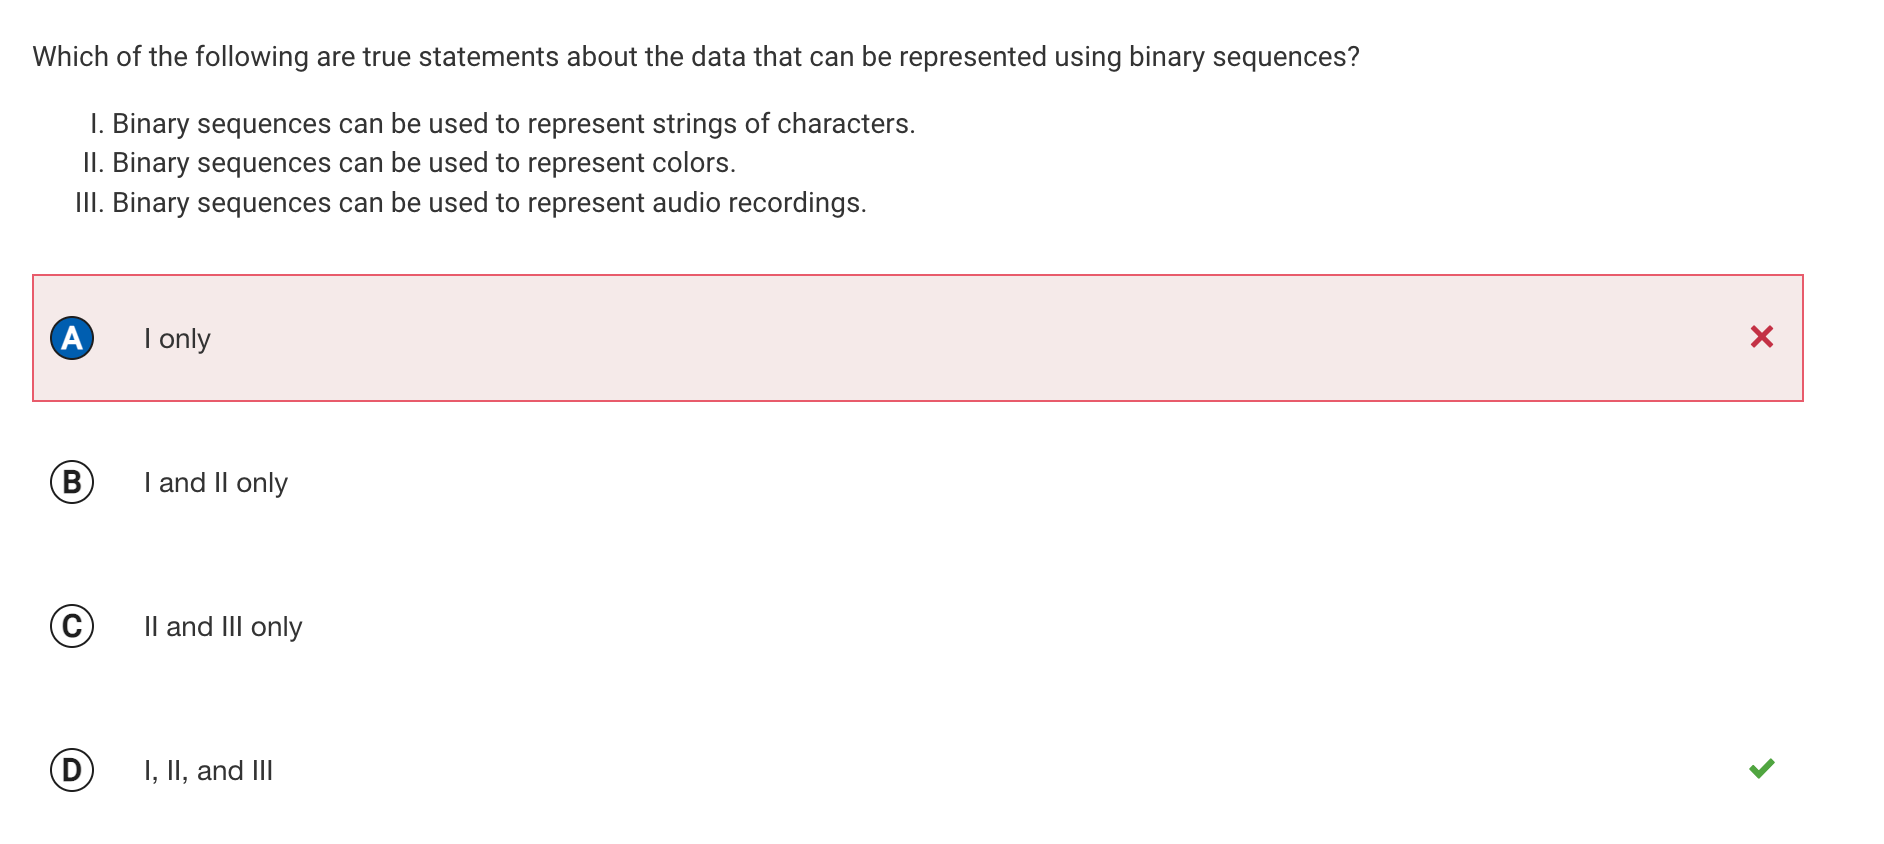 Which of the following are true statements about the data that can be represented using binary sequences?
I. Binary sequences can be used to represent strings of characters.
II. Binary sequences can be used to represent colors.
III. Binary sequences can be used to represent audio recordings.
A I only
B I and II only
C II and III only
D I, II, and III